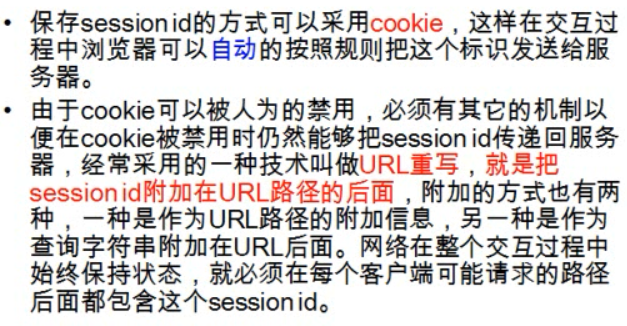 • 保存session id的方式可以采用cookie，这样在交互过
程中浏览器可以自动的按照规则把这个标识发送给服
务器。
• 由于cookie可以被人为的禁用，必须有其它的机制以
便在cookie被禁用时仍然能够把session id传递回服务
器，经常采用的一种技术叫做URL重写，就是把
session id附加在URL路径的后面，附加的方式也有两
种，一种是作为URL路径的附加信息，另一种是作为
查询字符串附加在URL后面。网络在整个交互过程中
始终保持状态，就必须在每个客户端可能请求的路径
后面都包含这个session id。